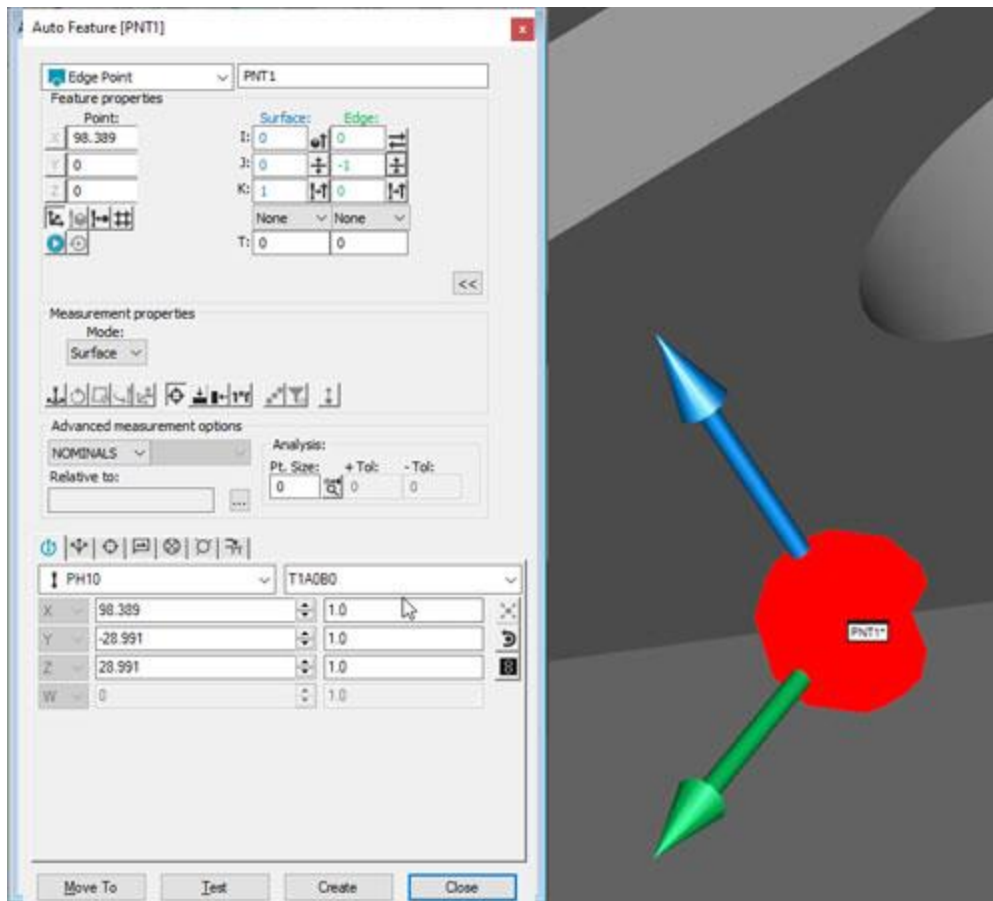 Auto Feature [PNT1]
x
Edge Point PNT1
Feature properties
Point: Surface: Edge:
X 98.389 I: 0 0
Y 0 J: 0 -1
Z 0 K: 1 0
None None
T: 0 0
<<
Measurement properties
Mode:
Surface
Advanced measurement options
NOMINALS
Analysis:
Pt. Size: + Tol: - Tol:
0 0 0
Relative to:
...
PH10 T1A0B0
X 98.389 1.0
Y -28.991 1.0
Z 28.991 1.0
W 0 1.0
Move To Test Create Close
PNT1*